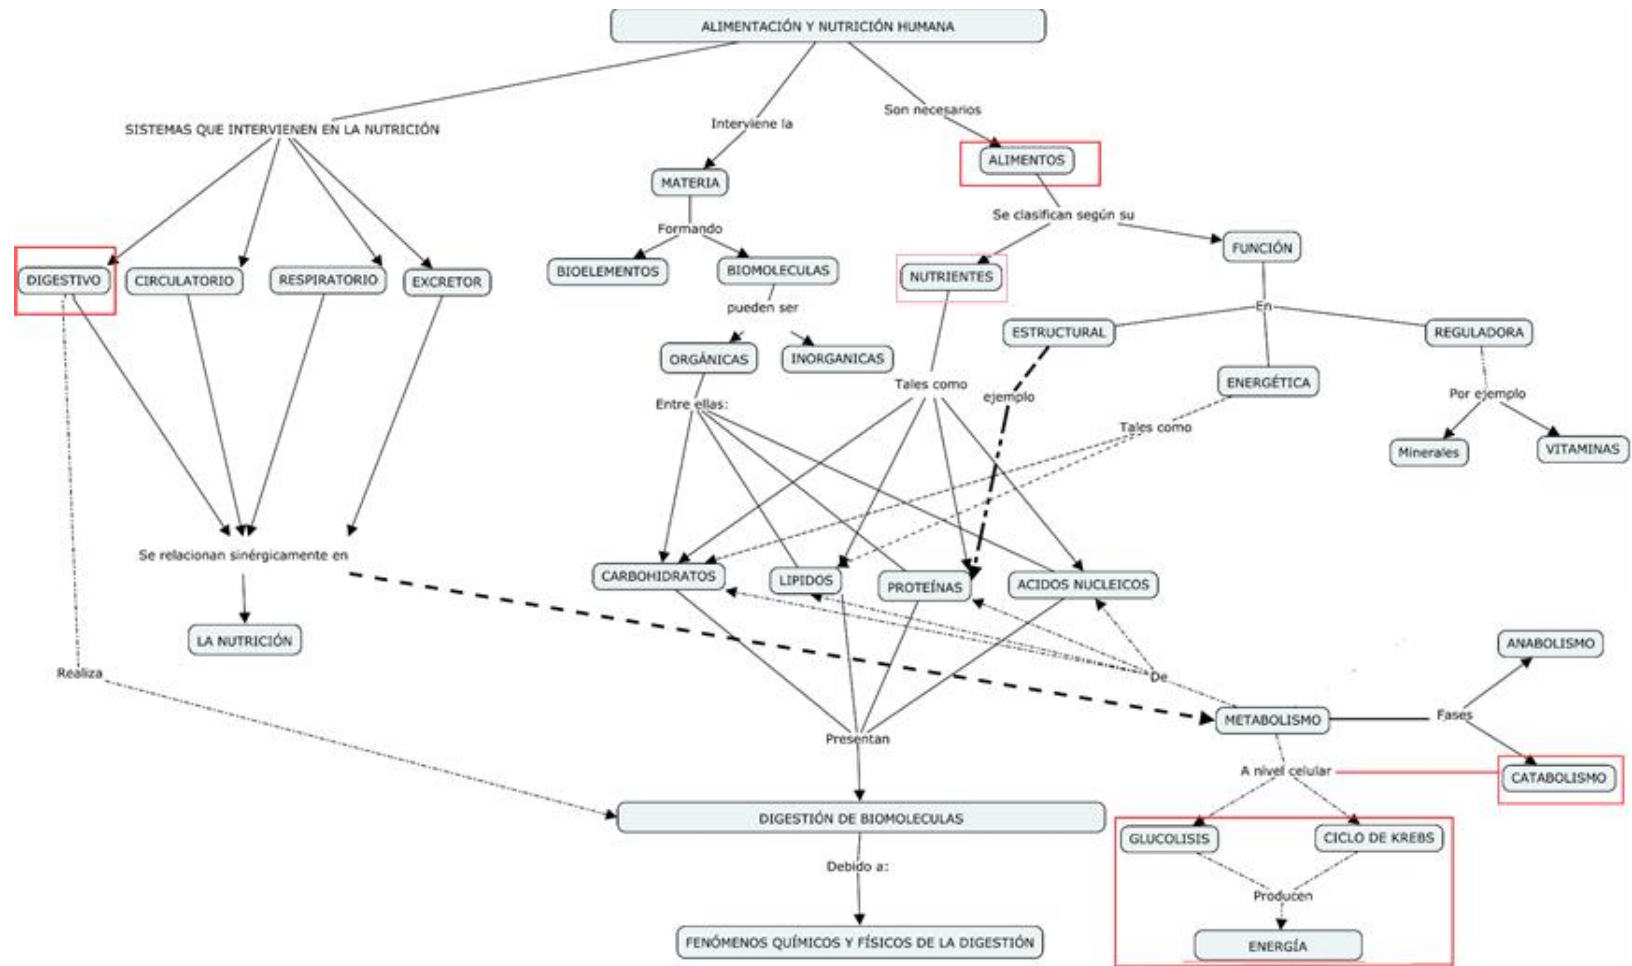 ALIMENTACIÓN Y NUTRICIÓN HUMANA
Son necesarios
Interviene la
SISTEMAS QUE INTERVIENEN EN LA NUTRICIÓN
ALIMENTOS
MATERIA
Se clasifican según su
Formando
FUNCIÓN
DIGESTIVO
CIRCULATORIO
RESPIRATORIO
EXCRETOR
BIOELEMENTOS
BIOMOLECULAS
NUTRIENTES
pueden ser
En
ESTRUCTURAL
REGULADORA
ORGÁNICAS
INORGANICAS
ENERGÉTICA
Tales como
ejemplo
Por ejemplo
Entre ellas:
Tales como
Minerales
VITAMINAS
Se relacionan sinérgicamente en
CARBOHIDRATOS
LIPIDOS
PROTEÍNAS
ACIDOS NUCLEICOS
LA NUTRICIÓN
ANABOLISMO
Realiza
De
METABOLISMO
Fases
Presentan
A nivel celular
CATABOLISMO
DIGESTIÓN DE BIOMOLECULAS
GLUCOLISIS
CICLO DE KREBS
Debido a:
Producen
FENÓMENOS QUÍMICOS Y FÍSICOS DE LA DIGESTIÓN
ENERGÍA